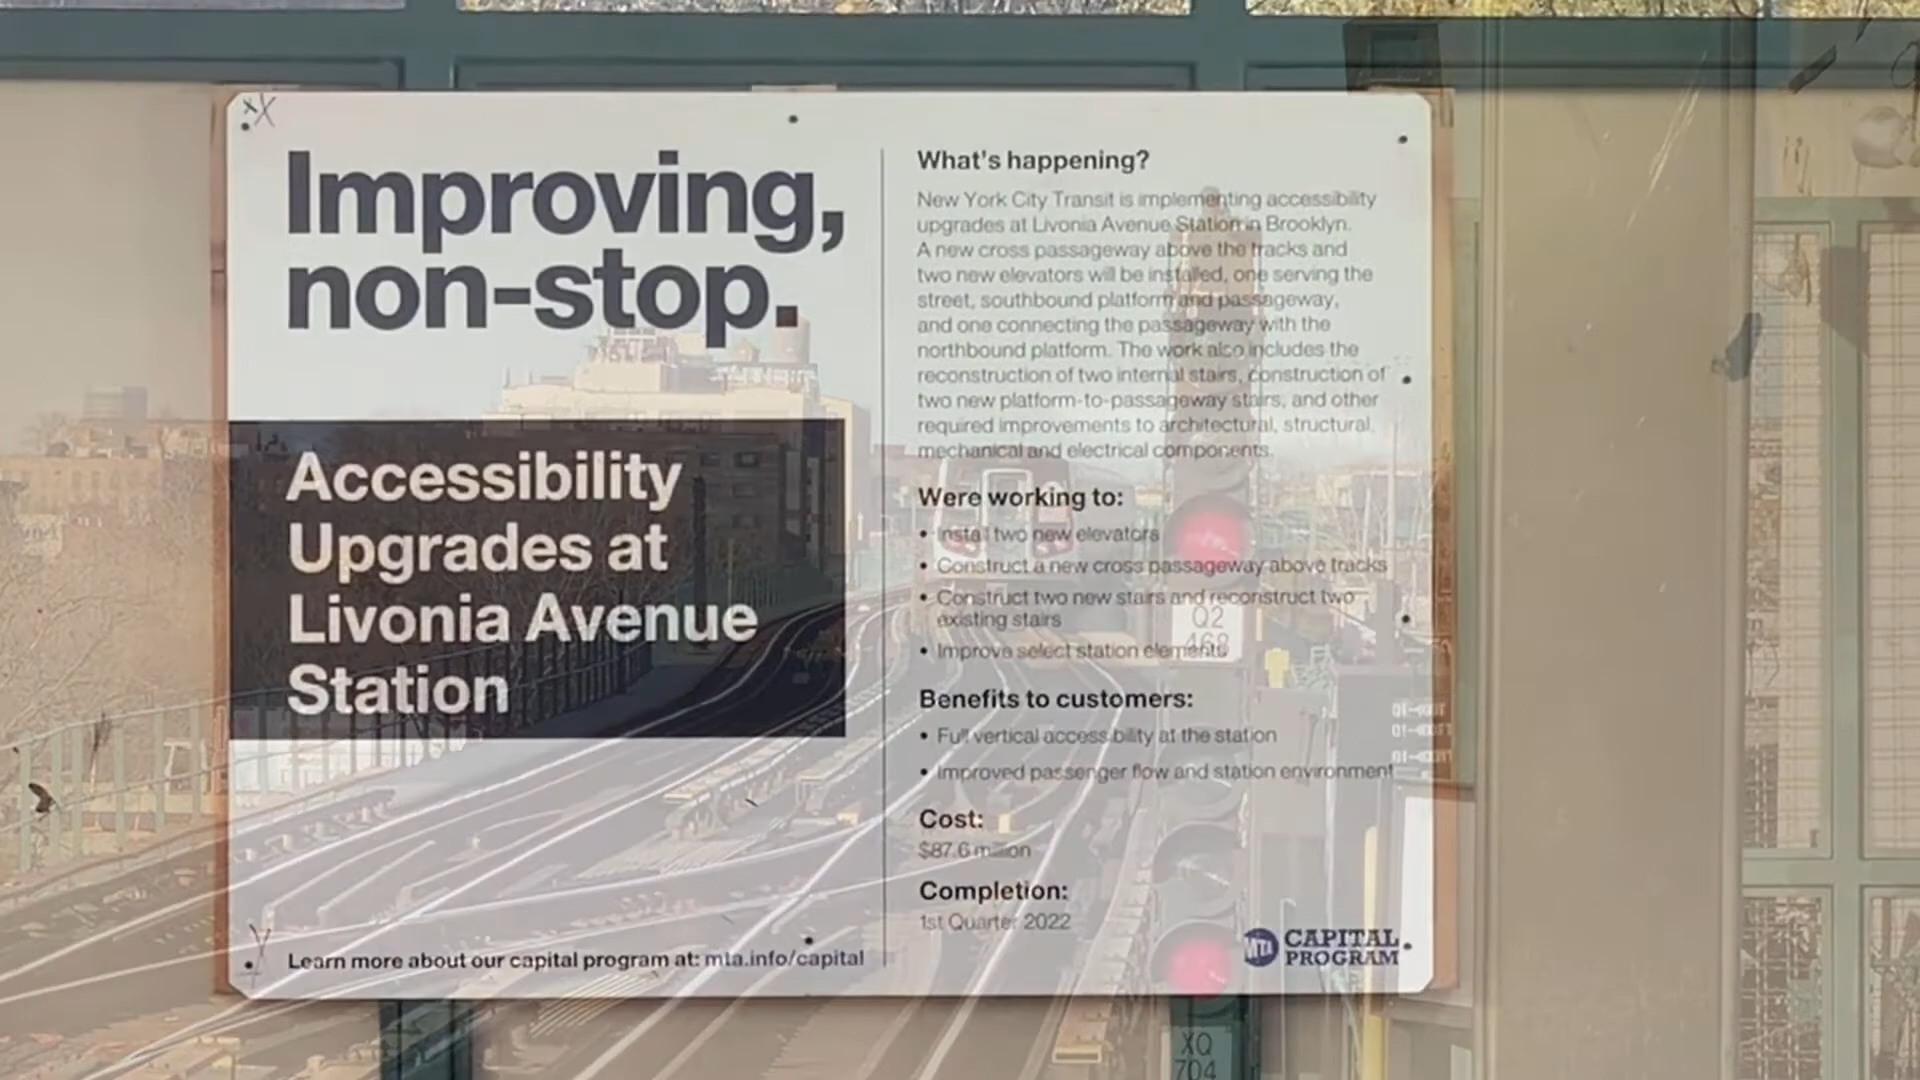 Improving,
non-stop.
Accessibility
Upgrades at
Livonia Avenue
Station
Learn more about our capital program at: mta.info/capital
What's happening?
New York City Transit is implementing accessibility
upgrades at Livonia Avenue Station in Brooklyn.
A new cross passageway above the tracks and
two new elevators will be installed, one serving the
street, southbound platform and passageway,
and one connecting the passageway with the
northbound platform. The work also includes the
reconstruction of two internal stairs, construction of
two new platform-to-passageway stairs, and other
required improvements to architectural, structural,
mechanical and electrical components.
Were working to:
• Install two new elevators
• Construct a new cross passageway above tracks
• Construct two new stairs and reconstruct two
existing stairs
• Improve select station elements
Benefits to customers:
• Full vertical accessibility at the station
• Improved passenger flow and station environment
Cost:
$87.6 million
Completion:
1st Quarter 2022
MTA CAPITAL
PROGRAM
Q2
468
XQ
704